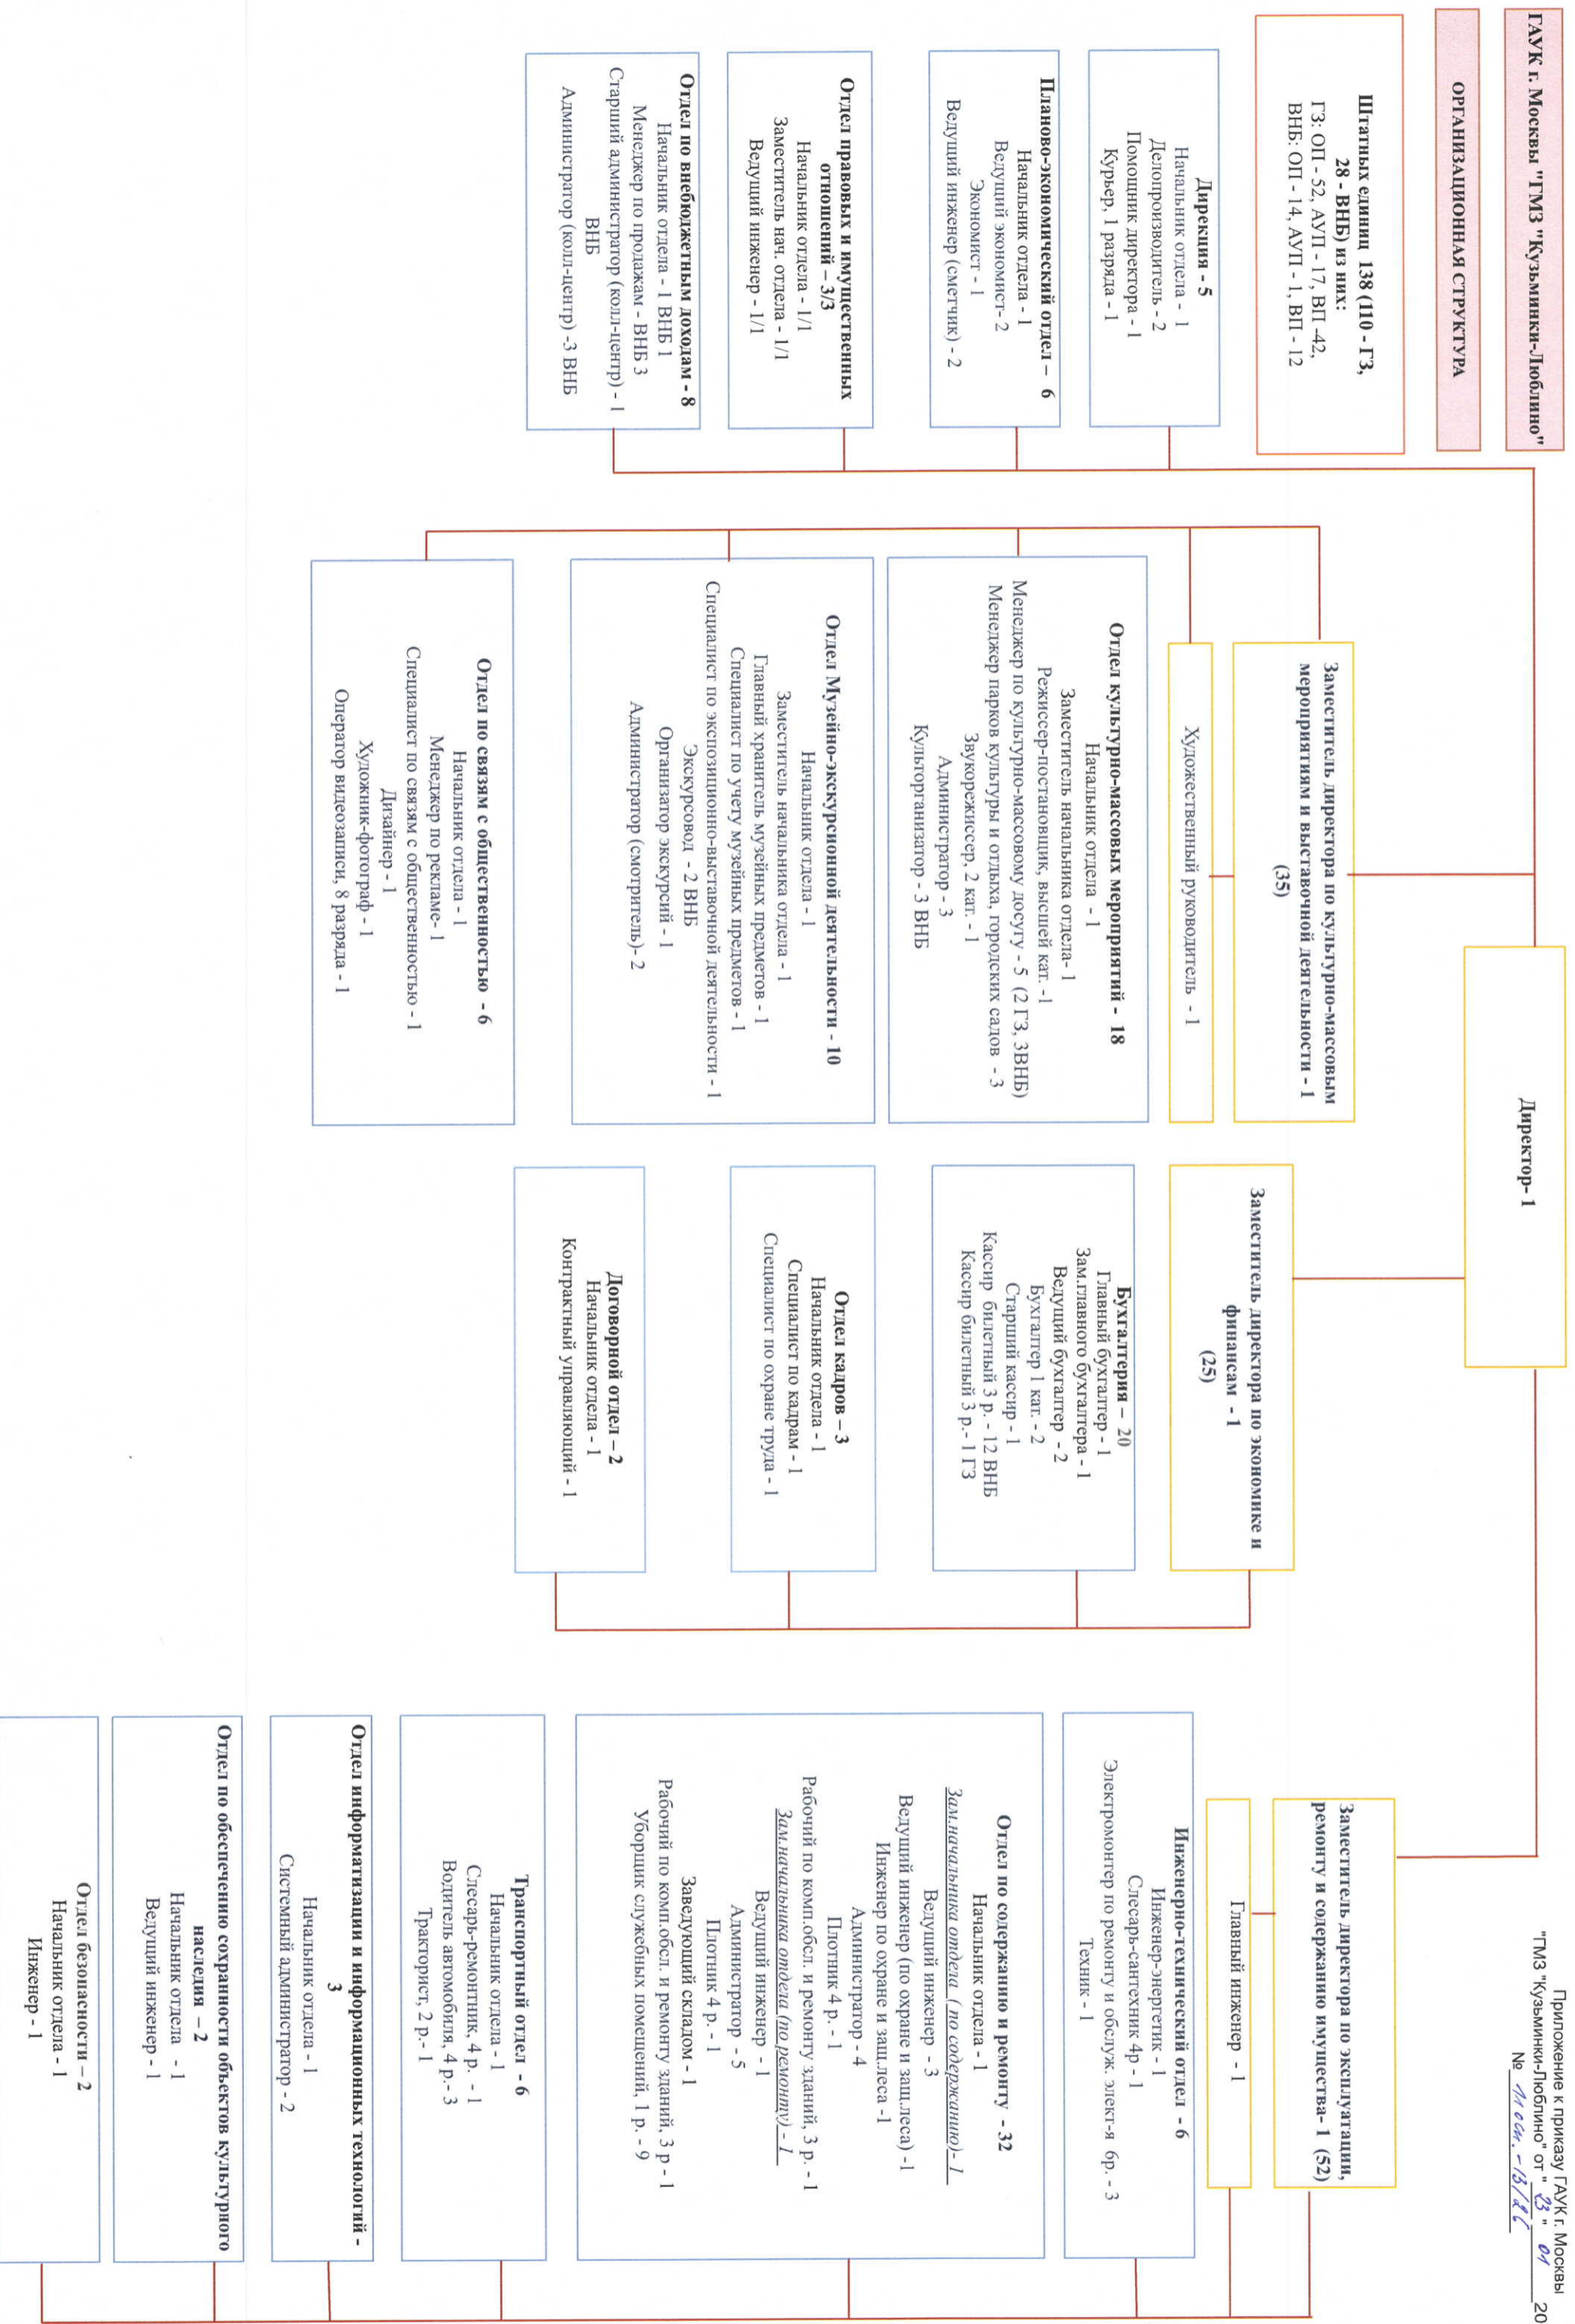 Приложение к приказу ГАУК г. Москвы
"ГМЗ "Кузьминки-Люблино" от " 23 " 01 20
№
ГАУК г. Москвы "ГМЗ "Кузьминки-Люблино"
ОРГАНИЗАЦИОННАЯ СТРУКТУРА
Штатных единиц 138 (110 - ГЗ,
28 - ВНБ) из них:
ГЗ: ОП - 52, АУП - 17, ВП -42,
ВНБ: ОП - 14, АУП - 1, ВП - 12
Директор- 1
Дирекция - 5
Начальник отдела - 1
Делопроизводитель - 2
Помощник директора - 1
Курьер, 1 разряда - 1
Планово-экономический отдел – 6
Начальник отдела - 1
Ведущий экономист- 2
Экономист - 1
Ведущий инженер (сметчик) - 2
Отдел правовых и имущественных
отношений – 3/3
Начальник отдела - 1/1
Заместитель нач. отдела - 1/1
Ведущий инженер - 1/1
Отдел по внебюджетным доходам - 8
Начальник отдела - 1 ВНБ 1
Менеджер по продажам - ВНБ 3
Старший администратор (колл-центр) - 1
ВНБ
Администратор (колл-центр) -3 ВНБ
Заместитель директора по культурно-массовым
мероприятиям и выставочной деятельности - 1
(35)
Художественный руководитель - 1
Отдел культурно-массовых мероприятий - 18
Начальник отдела - 1
Заместитель начальника отдела- 1
Режиссер-постановщик, высшей кат. -1
Менеджер по культурно-массовому досугу - 5 (2 ГЗ, 3ВНБ)
Менеджер парков культуры и отдыха, городских садов - 3
Звукорежиссер, 2 кат. - 1
Администратор - 3
Культорганизатор - 3 ВНБ
Отдел Музейно-экскурсионной деятельности - 10
Начальник отдела - 1
Заместитель начальника отдела - 1
Главный хранитель музейных предметов - 1
Специалист по учету музейных предметов - 1
Специалист по экспозиционно-выставочной деятельности - 1
Экскурсовод - 2 ВНБ
Организатор экскурсий - 1
Администратор (смотритель)- 2
Отдел по связям с общественностью - 6
Начальник отдела - 1
Менеджер по рекламе- 1
Специалист по связям с общественностью - 1
Дизайнер - 1
Художник-фотограф - 1
Оператор видеозаписи, 8 разряда - 1
Заместитель директора по экономике и
финансам - 1
(25)
Бухгалтерия – 20
Главный бухгалтер - 1
Зам.главного бухгалтера - 1
Ведущий бухгалтер - 2
Бухгалтер 1 кат. - 2
Старший кассир - 1
Кассир билетный 3 р. - 12 ВНБ
Кассир билетный 3 р.- 1 ГЗ
Отдел кадров – 3
Начальник отдела - 1
Специалист по кадрам - 1
Специалист по охране труда - 1
Договорной отдел – 2
Начальник отдела - 1
Контрактный управляющий - 1
Заместитель директора по эксплуатации,
ремонту и содержанию имущества- 1 (52)
Главный инженер - 1
Инженерно-технический отдел - 6
Инженер-энергетик - 1
Слесарь-сантехник 4р - 1
Электромонтер по ремонту и обслуж. элект-я 6р. - 3
Техник - 1
Отдел по содержанию и ремонту - 32
Начальник отдела - 1
Зам.начальника отдела ( по содержанию)- 1
Ведущий инженер - 3
Ведущий инженер (по охране и защ.леса) -1
Инженер по охране и защ.леса -1
Администратор - 4
Плотник 4 р. - 1
Рабочий по комп.обсл. и ремонту зданий, 3 р. - 1
Зам.начальника отдела (по ремонту) - 1
Ведущий инженер - 1
Администратор - 5
Плотник 4 р. - 1
Заведующий складом - 1
Рабочий по комп.обсл. и ремонту зданий, 3 р - 1
Уборщик служебных помещений, 1 р. - 9
Транспортный отдел - 6
Начальник отдела - 1
Слесарь-ремонтник, 4 р. - 1
Водитель автомобиля, 4 р.- 3
Тракторист, 2 р.- 1
Отдел информатизации и информационных технологий -
3
Начальник отдела - 1
Системный администратор - 2
Отдел по обеспечению сохранности объектов культурного
наследия – 2
Начальник отдела - 1
Ведущий инженер - 1
Отдел безопасности – 2
Начальник отдела - 1
Инженер - 1